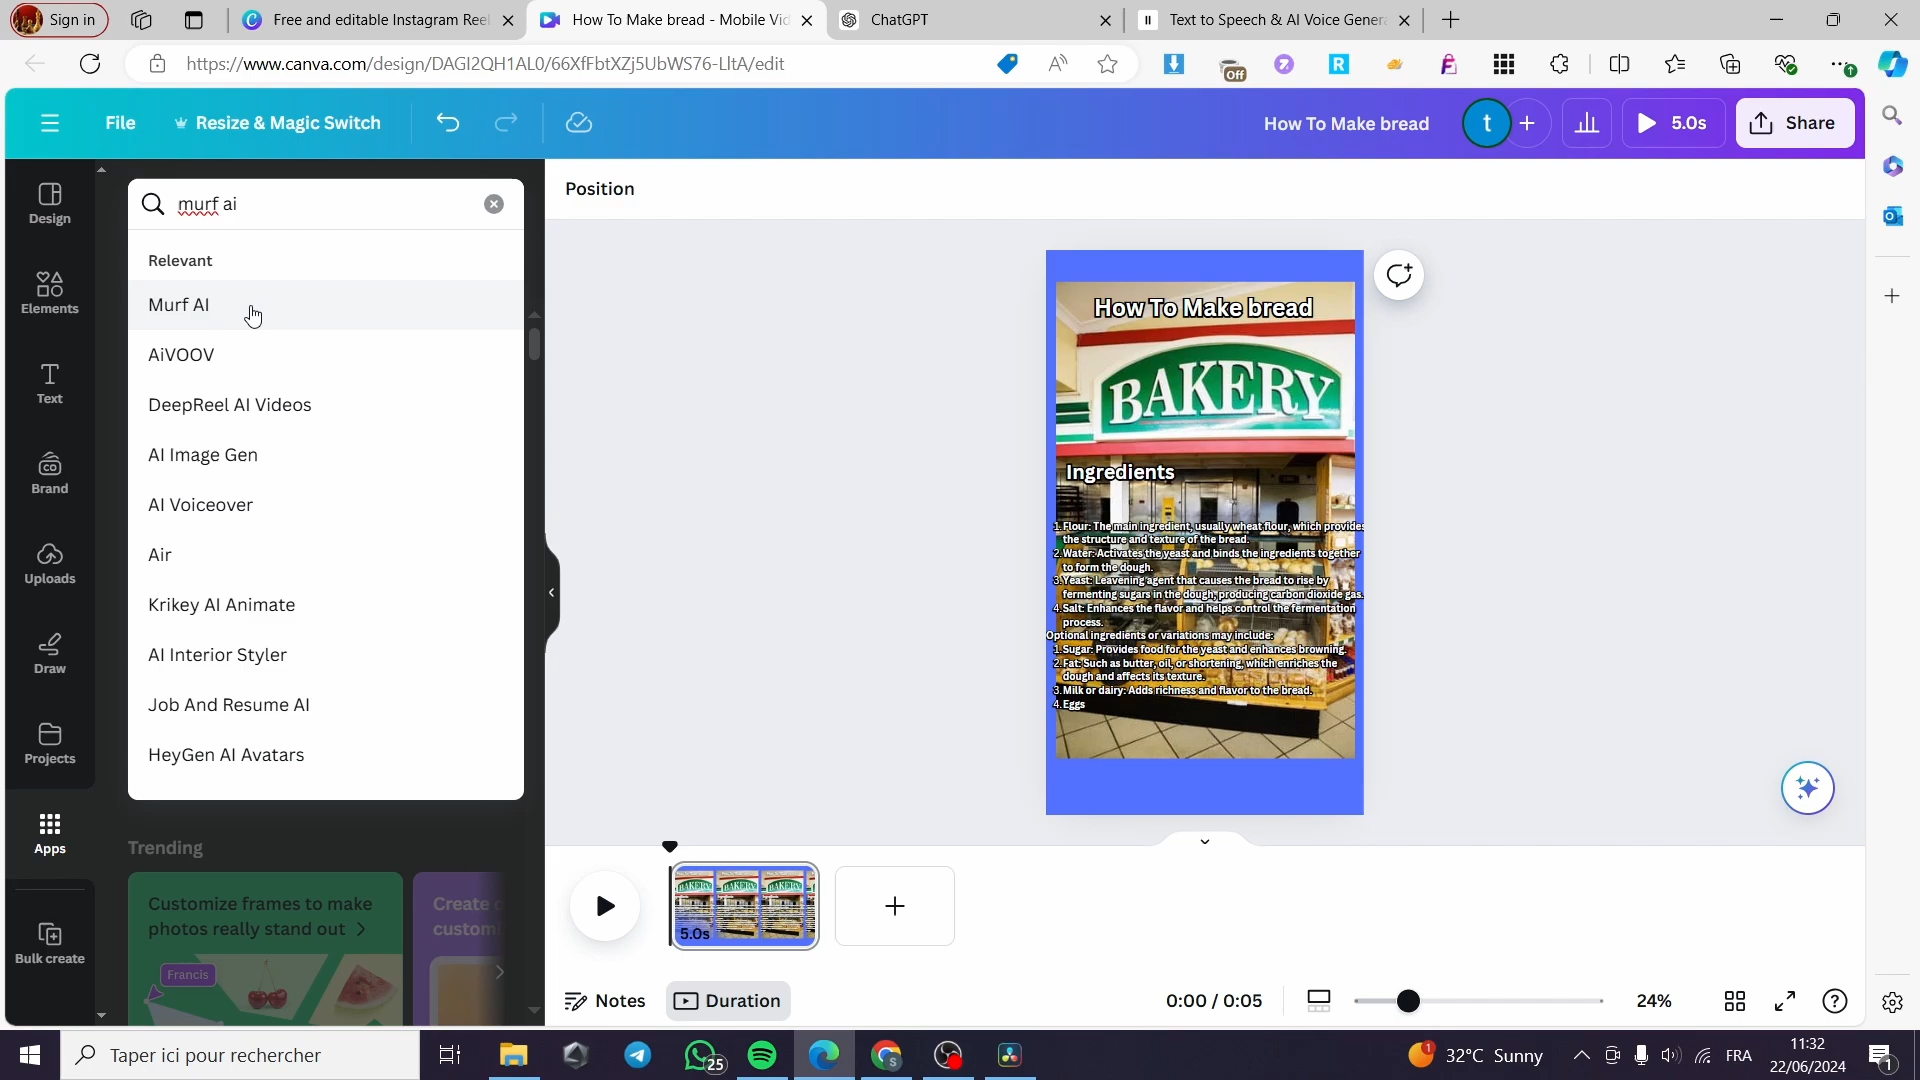 Sign in
Free and editable Instagram Reel
How To Make bread - Mobile Vid
ChatGPT
Text to Speech & AI Voice Genera
https://www.canva.com/design/DAGI2QH1AL0/66XfFbtXZj5UbWS76-LltA/edit
Off
File
Resize & Magic Switch
How To Make bread
t
5.0s
Share
Design
Elements
Text
Brand
Uploads
Draw
Projects
Apps
Bulk create
murf ai
Relevant
Murf AI
AiVOOV
DeepReel AI Videos
AI Image Gen
AI Voiceover
Air
Krikey AI Animate
AI Interior Styler
Job And Resume AI
HeyGen AI Avatars
Trending
Customize frames to make
photos really stand out
Francis
Create
custom
Position
How To Make bread
BAKERY
Ingredients
1. Flour: The main ingredient, usually wheat flour, which provides
the structure and texture of the bread.
2. Water: Activates the yeast and binds the ingredients together
to form the dough.
3. Yeast: Leavening agent that causes the bread to rise by
fermenting sugars in the dough, producing carbon dioxide gas.
4. Salt: Enhances the flavor and helps control the fermentation
process.
Optional ingredients or variations may include:
1. Sugar: Provides food for the yeast and enhances browning.
2. Fat: Such as butter, oil, or shortening, which enriches the
dough and affects its texture.
3. Milk or dairy: Adds richness and flavor to the bread.
4. Eggs
5.0s
Notes
Duration
0:00 / 0:05
24%
Taper ici pour rechercher
25
32°C Sunny
FRA
11:32
22/06/2024
1